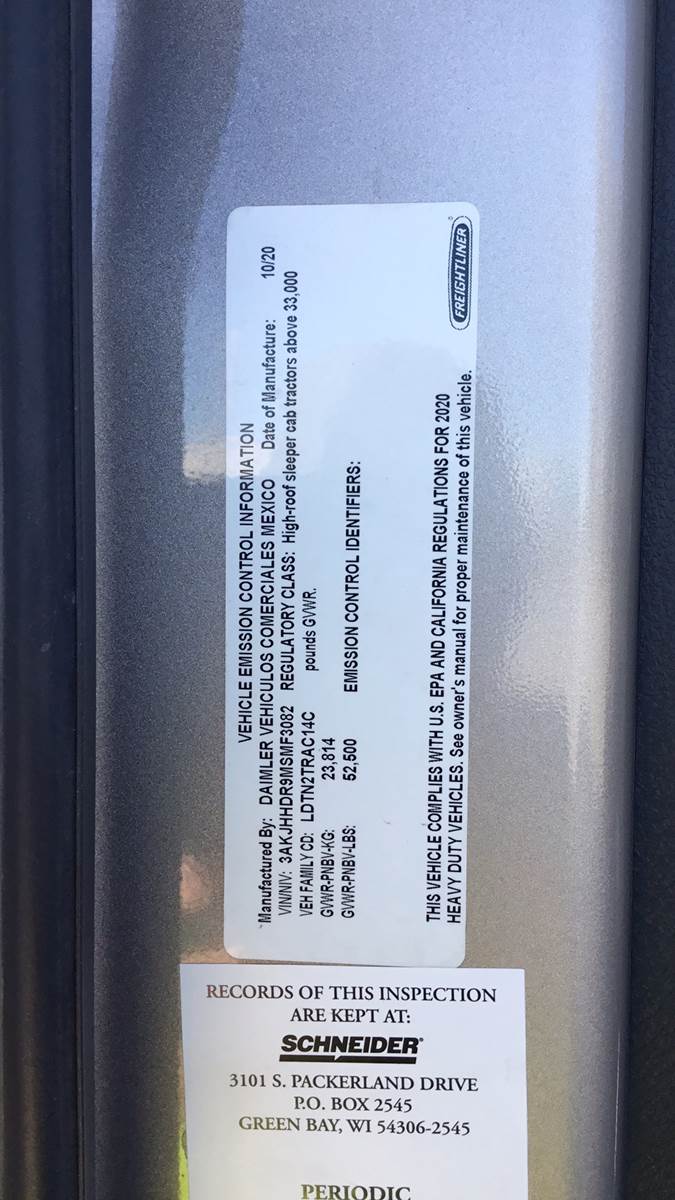 VEHICLE EMISSION CONTROL INFORMATION
Manufactured By: DAIMLER VEHICULOS COMERCIALES MEXICO Date of Manufacture: 10/20
VIN/NIV: 3AKJHHDR9MSMF3082 REGULATORY CLASS: High-roof sleeper cab tractors above 33,000
VEH FAMILY CD: LDTN2TRAC14C pounds GVWR.
GVWR-PNBV-KG: 23,814
GVWR-PNBV-LBS: 52,500 EMISSION CONTROL IDENTIFIERS:
THIS VEHICLE COMPLIES WITH U.S. EPA AND CALIFORNIA REGULATIONS FOR 2020
HEAVY DUTY VEHICLES. See owner's manual for proper maintenance of this vehicle.
FREIGHTLINER
RECORDS OF THIS INSPECTION
ARE KEPT AT:
SCHNEIDER®
3101 S. PACKERLAND DRIVE
P.O. BOX 2545
GREEN BAY, WI 54306-2545
PERIODIC